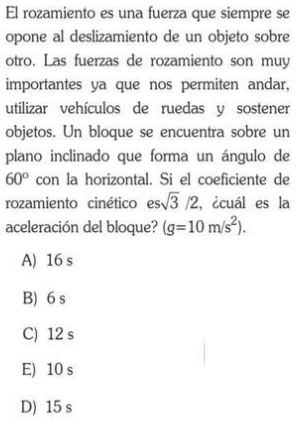 El rozamiento es una fuerza que siempre se
opone al deslizamiento de un objeto sobre
otro. Las fuerzas de rozamiento son muy
importantes ya que nos permiten andar,
utilizar vehículos de ruedas y sostener
objetos. Un bloque se encuentra sobre un
plano inclinado que forma un ángulo de
60º con la horizontal. Si el coeficiente de
rozamiento cinético es√3 /2, ¿cuál es la
aceleración del bloque? (g=10 m/s²).
A) 16 s
B) 6 s
C) 12 s
E) 10 s
D) 15 s